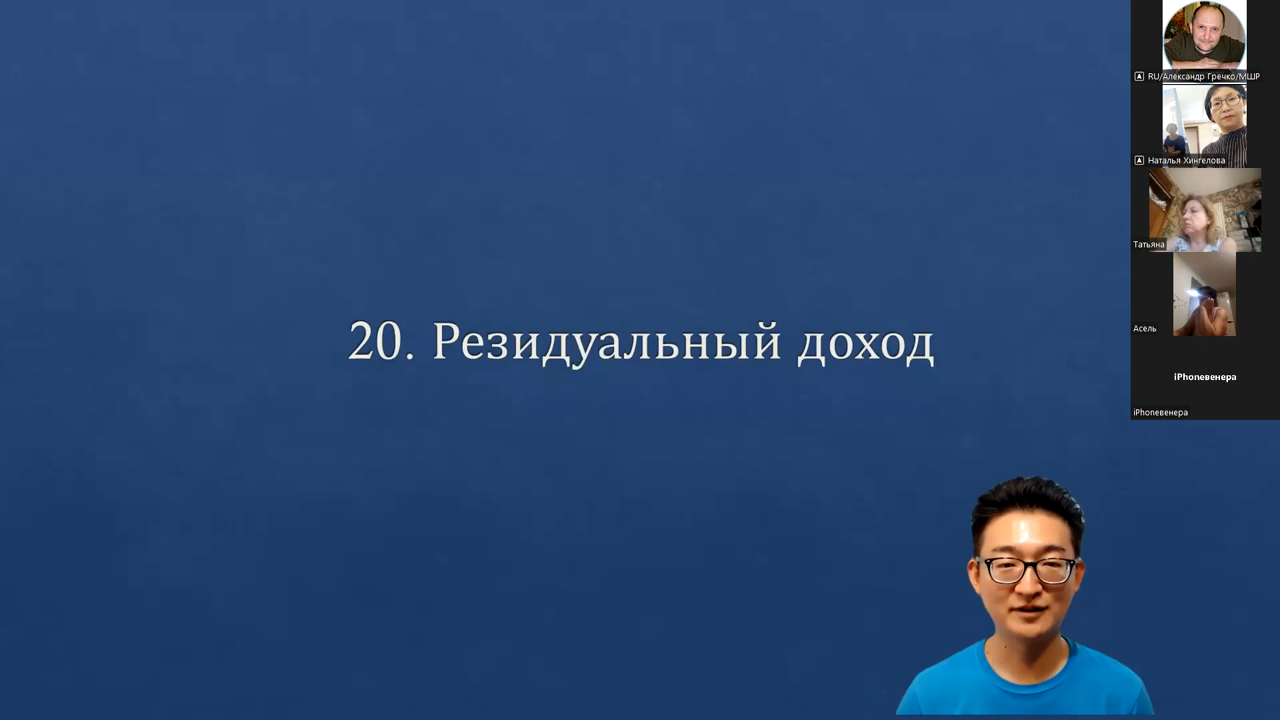 20. Резидуальный доход
RU/Александр Гречко/МШР
Наталья Хингелова
Татьяна
Асель
iPhoneвенера
iPhoneвенера